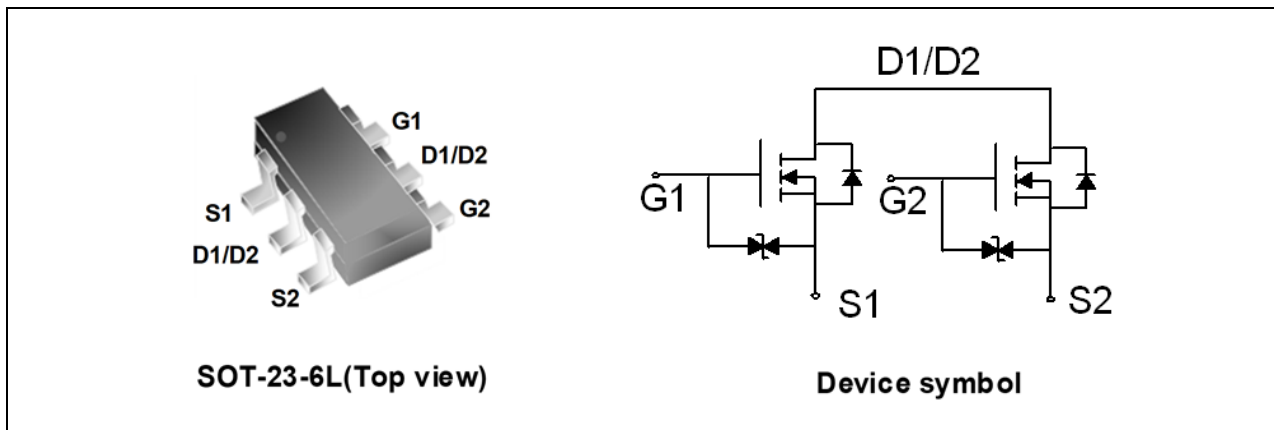 G1
D1/D2
G2
S1
D1/D2
S2
SOT-23-6L(Top view)
D1/D2
G1
G2
S1
S2
Device symbol